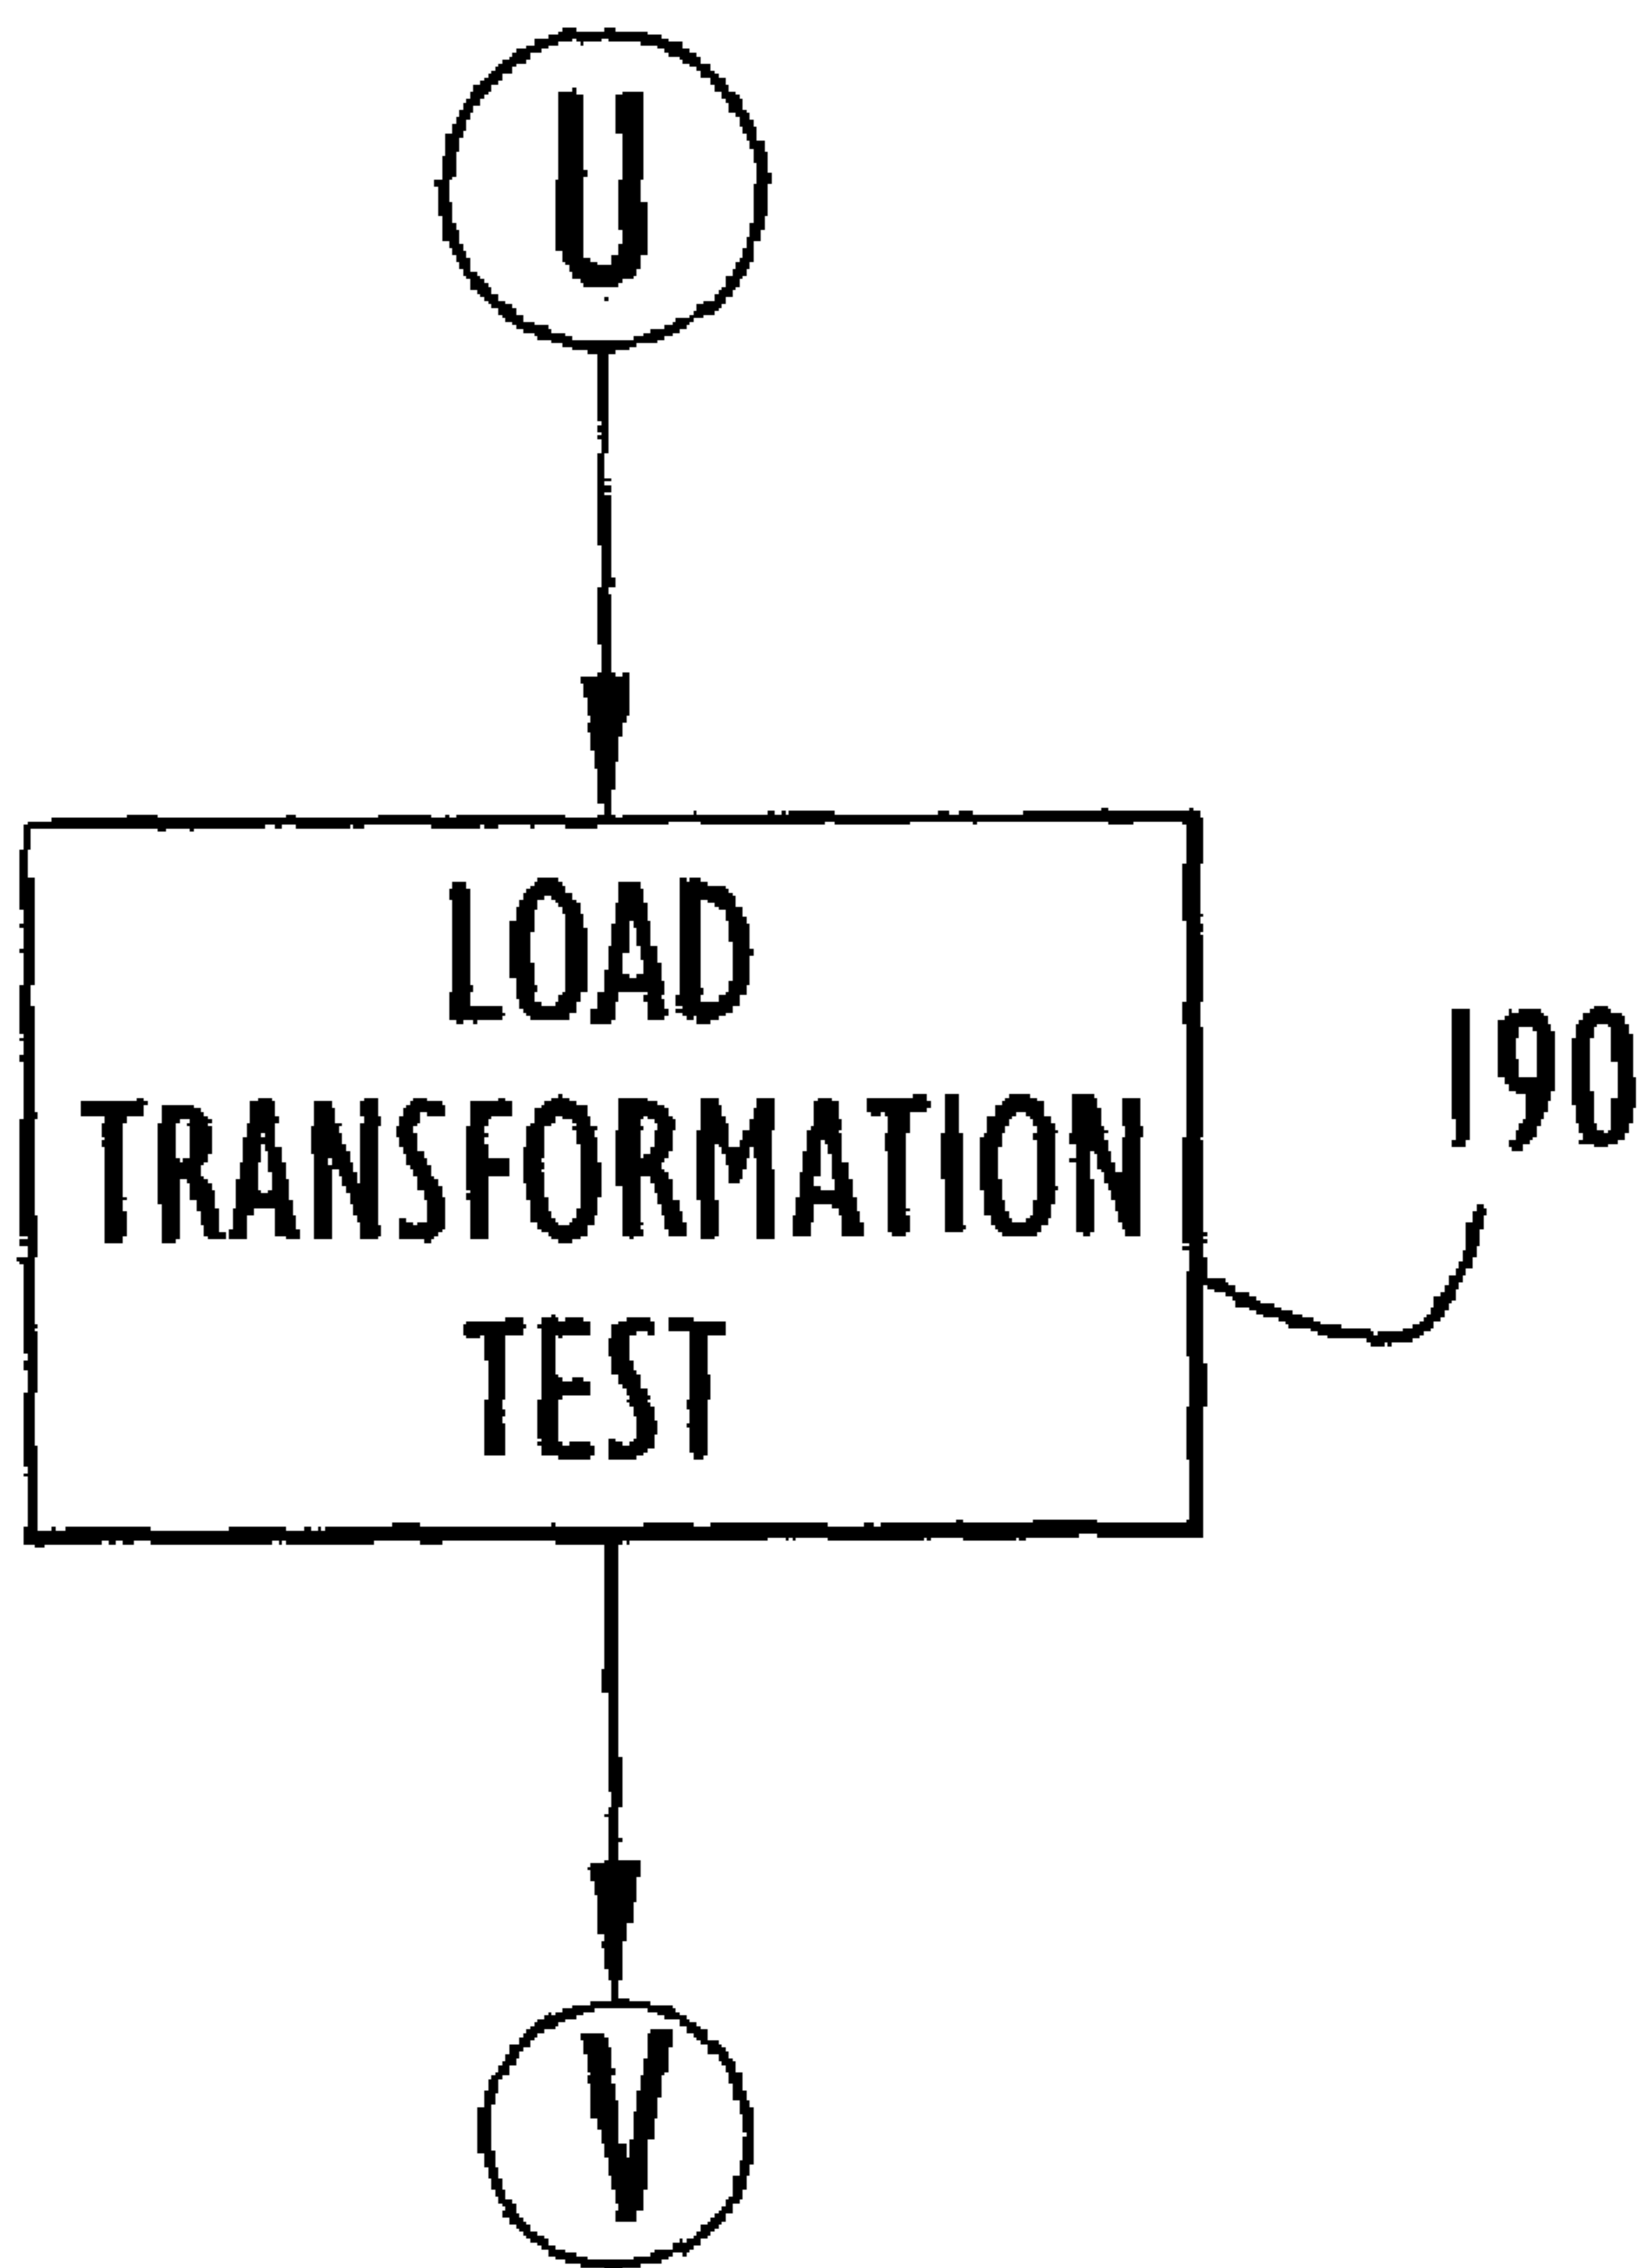 U
LOAD
TRANSFORMATION
TEST
190
V